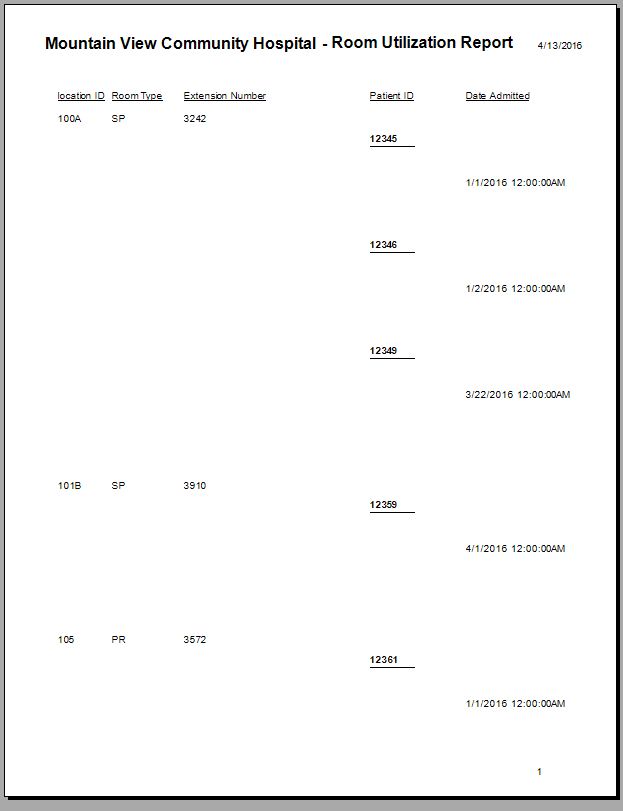 Mountain View Community Hospital - Room Utilization Report 4/13/2016
location ID Room Type Extension Number Patient ID Date Admitted
100A SP 3242
12345
1/1/2016 12:00:00AM
12346
1/2/2016 12:00:00AM
12349
3/22/2016 12:00:00AM
101B SP 3910
12359
4/1/2016 12:00:00AM
105 PR 3572
12361
1/1/2016 12:00:00AM
1